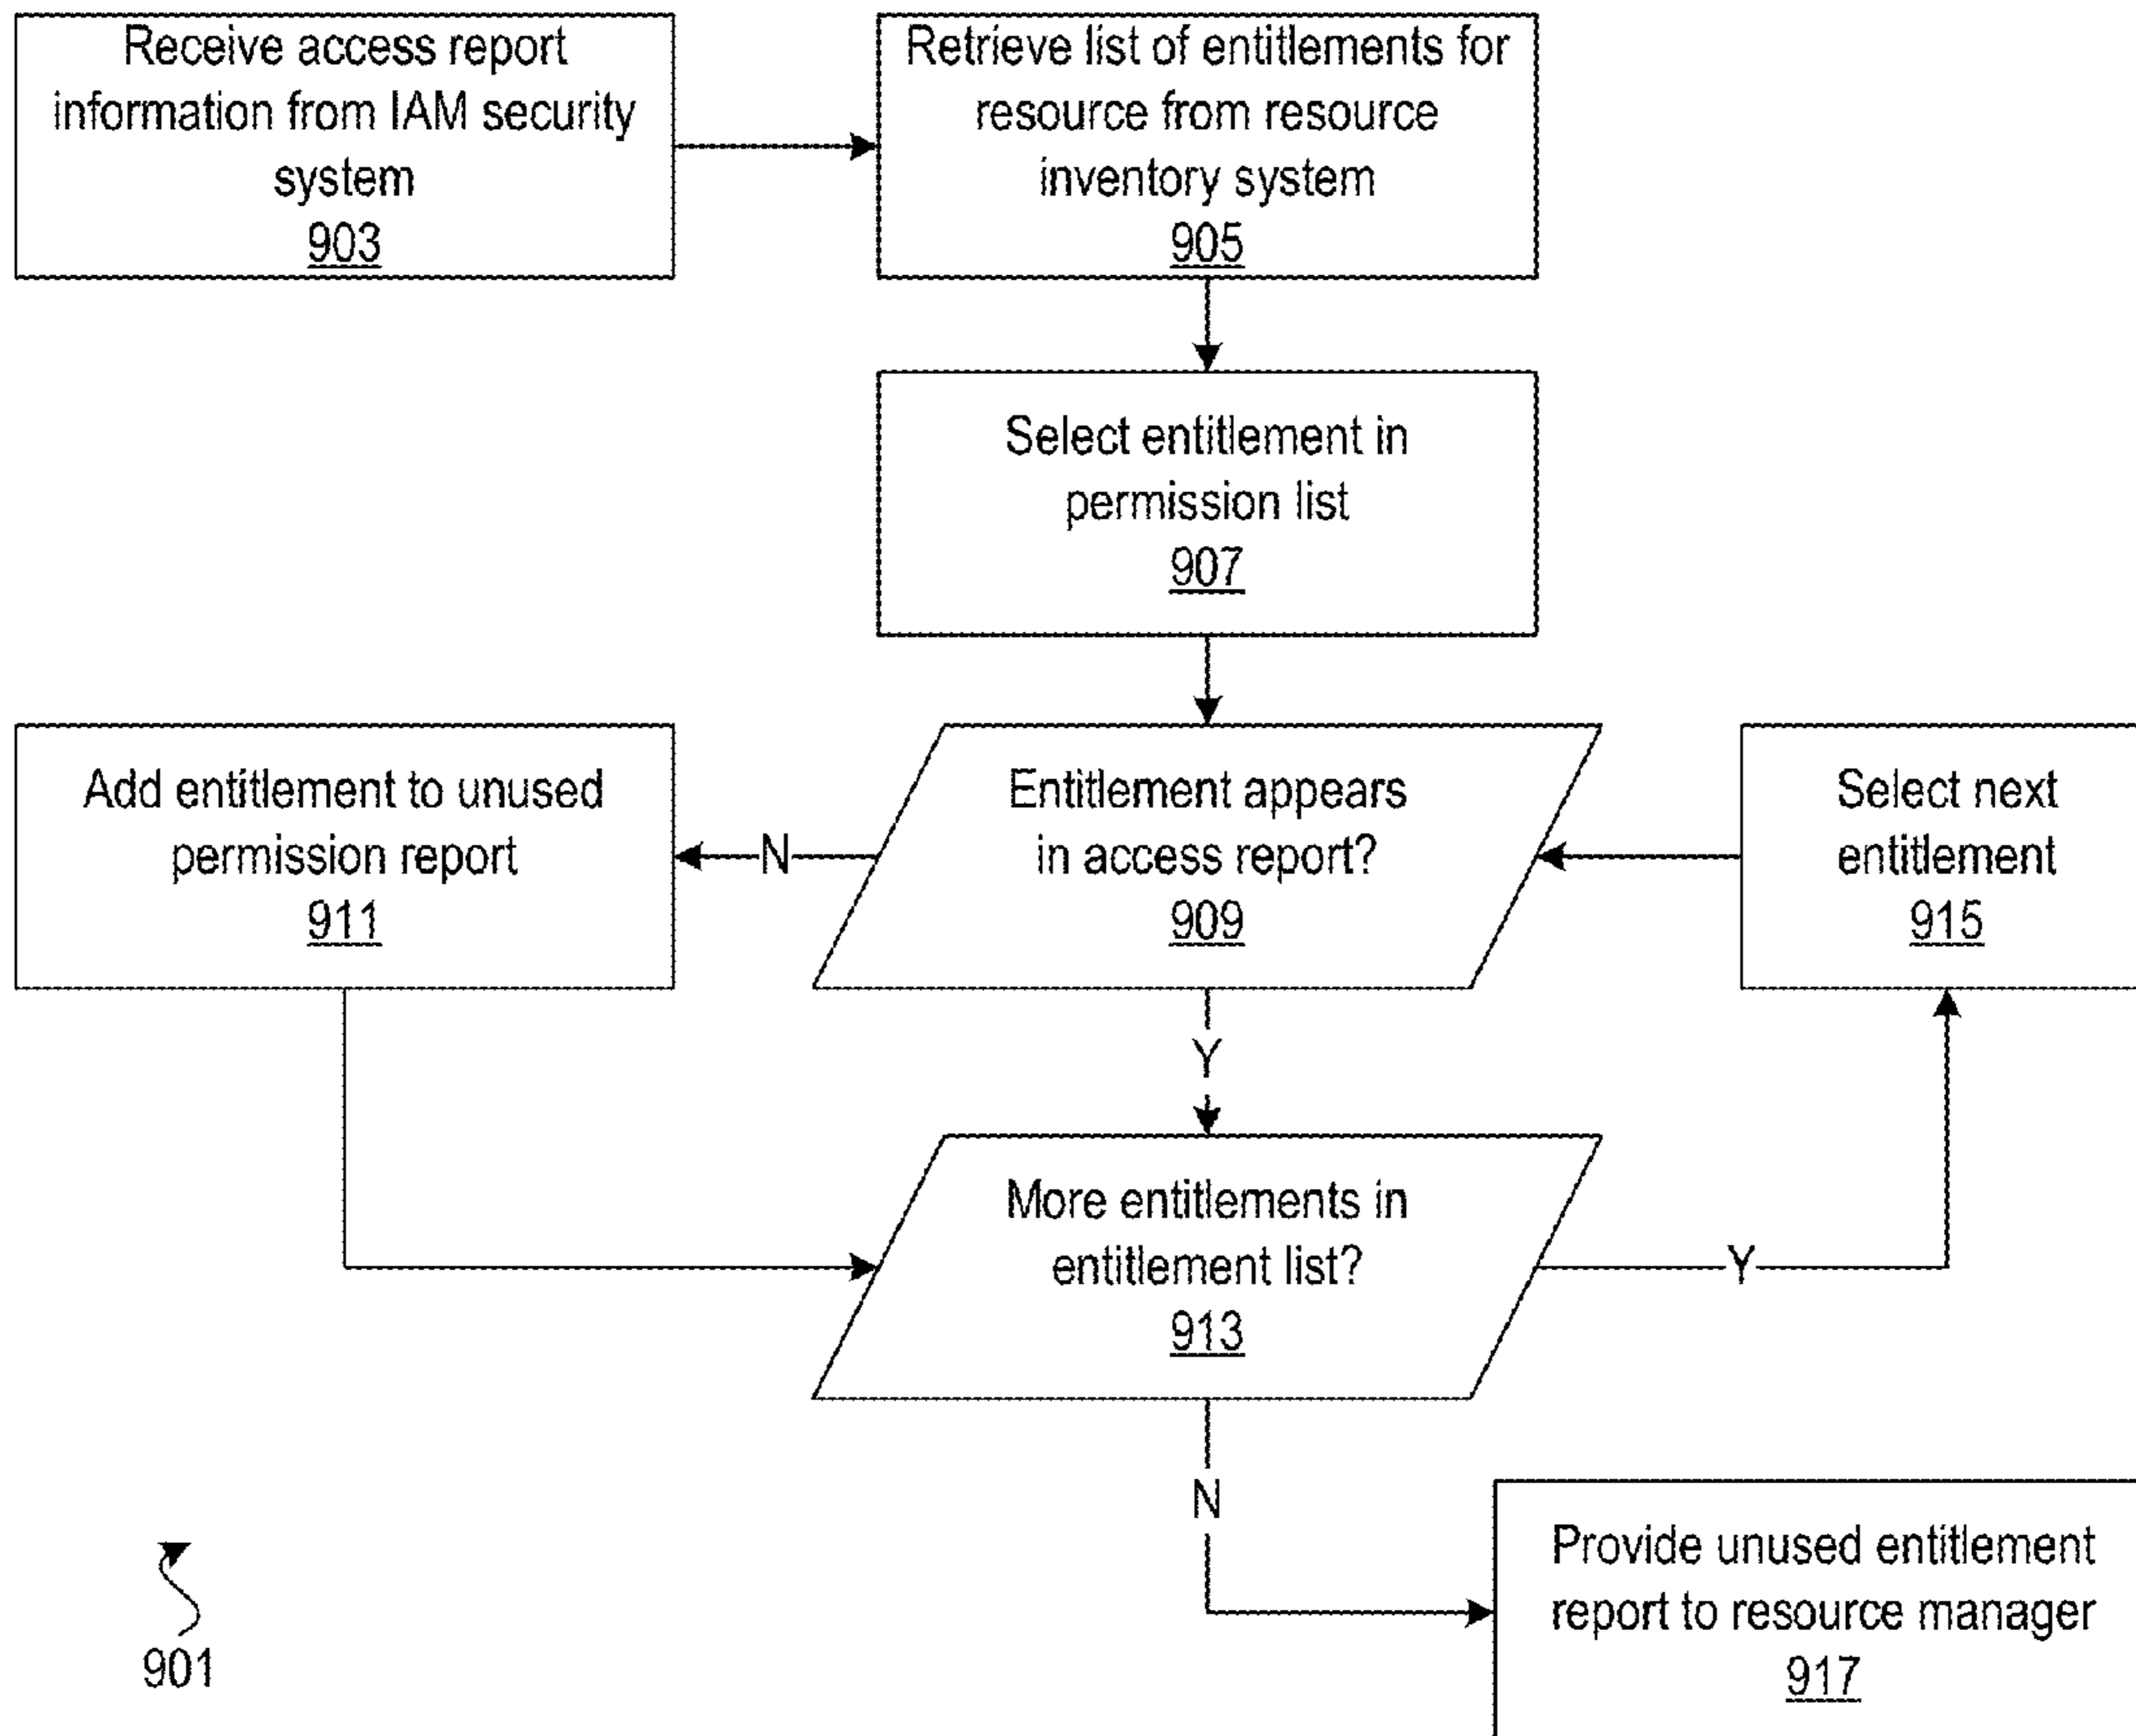 Receive access report
information from IAM security
system
903
Retrieve list of entitlements for
resource from resource
inventory system
905
Select entitlement in
permission list
907
Add entitlement to unused
permission report
911
Entitlement appears
in access report?
909
Select next
entitlement
915
N
Y
More entitlements in
entitlement list?
913
Y
N
Provide unused entitlement
report to resource manager
917
901